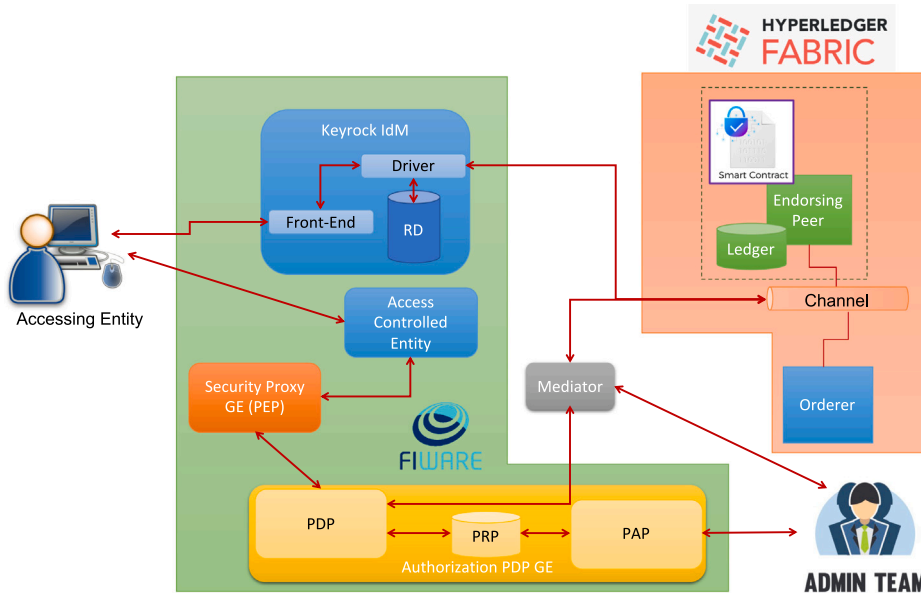 HYPERLEDGER
FABRIC
Keyrock IdM
Driver
Front-End
RD
Smart Contract
Endorsing
Peer
Ledger
Channel
Accessing Entity
Access
Controlled
Entity
Security Proxy
GE (PEP)
Mediator
Orderer
FIWARE
PDP
PRP
PAP
Authorization PDP GE
ADMIN TEAM